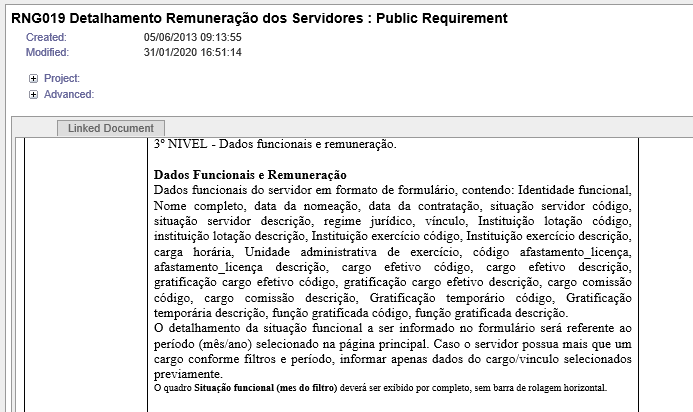 RNG019 Detalhamento Remuneração dos Servidores : Public Requirement
Created: 05/06/2013 09:13:55
Modified: 31/01/2020 16:51:14
Project:
Advanced:
Linked Document
3º NIVEL - Dados funcionais e remuneração.
Dados Funcionais e Remuneração
Dados funcionais do servidor em formato de formulário, contendo: Identidade funcional,
Nome completo, data da nomeação, data da contratação, situação servidor código,
situação servidor descrição, regime jurídico, vínculo, Instituição lotação código,
instituição lotação descrição, Instituição exercício código, Instituição exercício descrição,
carga horária, Unidade administrativa de exercício, código afastamento_licença,
afastamento_licença descrição, cargo efetivo código, cargo efetivo descrição,
gratificação cargo efetivo código, gratificação cargo efetivo descrição, cargo comissão
código, cargo comissão descrição, Gratificação temporário código, Gratificação
temporária descrição, função gratificada código, função gratificada descrição.
O detalhamento da situação funcional a ser informado no formulário será referente ao
período (mês/ano) selecionado na página principal. Caso o servidor possua mais que um
cargo conforme filtros e período, informar apenas dados do cargo/vinculo selecionados
previamente.
O quadro Situação funcional (mes do filtro) deverá ser exibido por completo, sem barra de rolagem horizontal.